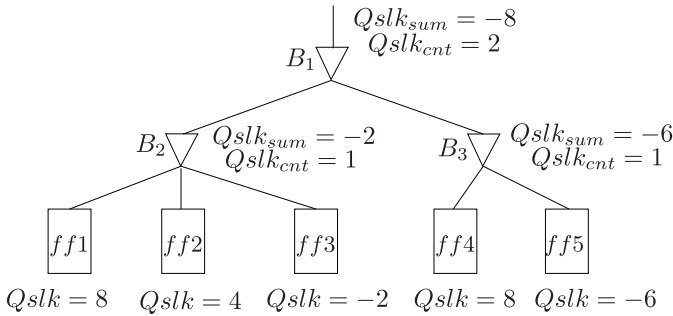 Qslk_sum = −8
Qslk_cnt = 2
B_1
B_2
Qslk_sum = −2
Qslk_cnt = 1
B_3
Qslk_sum = −6
Qslk_cnt = 1
ff1 ff2 ff3 ff4 ff5
Qslk = 8 Qslk = 4 Qslk = −2 Qslk = 8 Qslk = −6